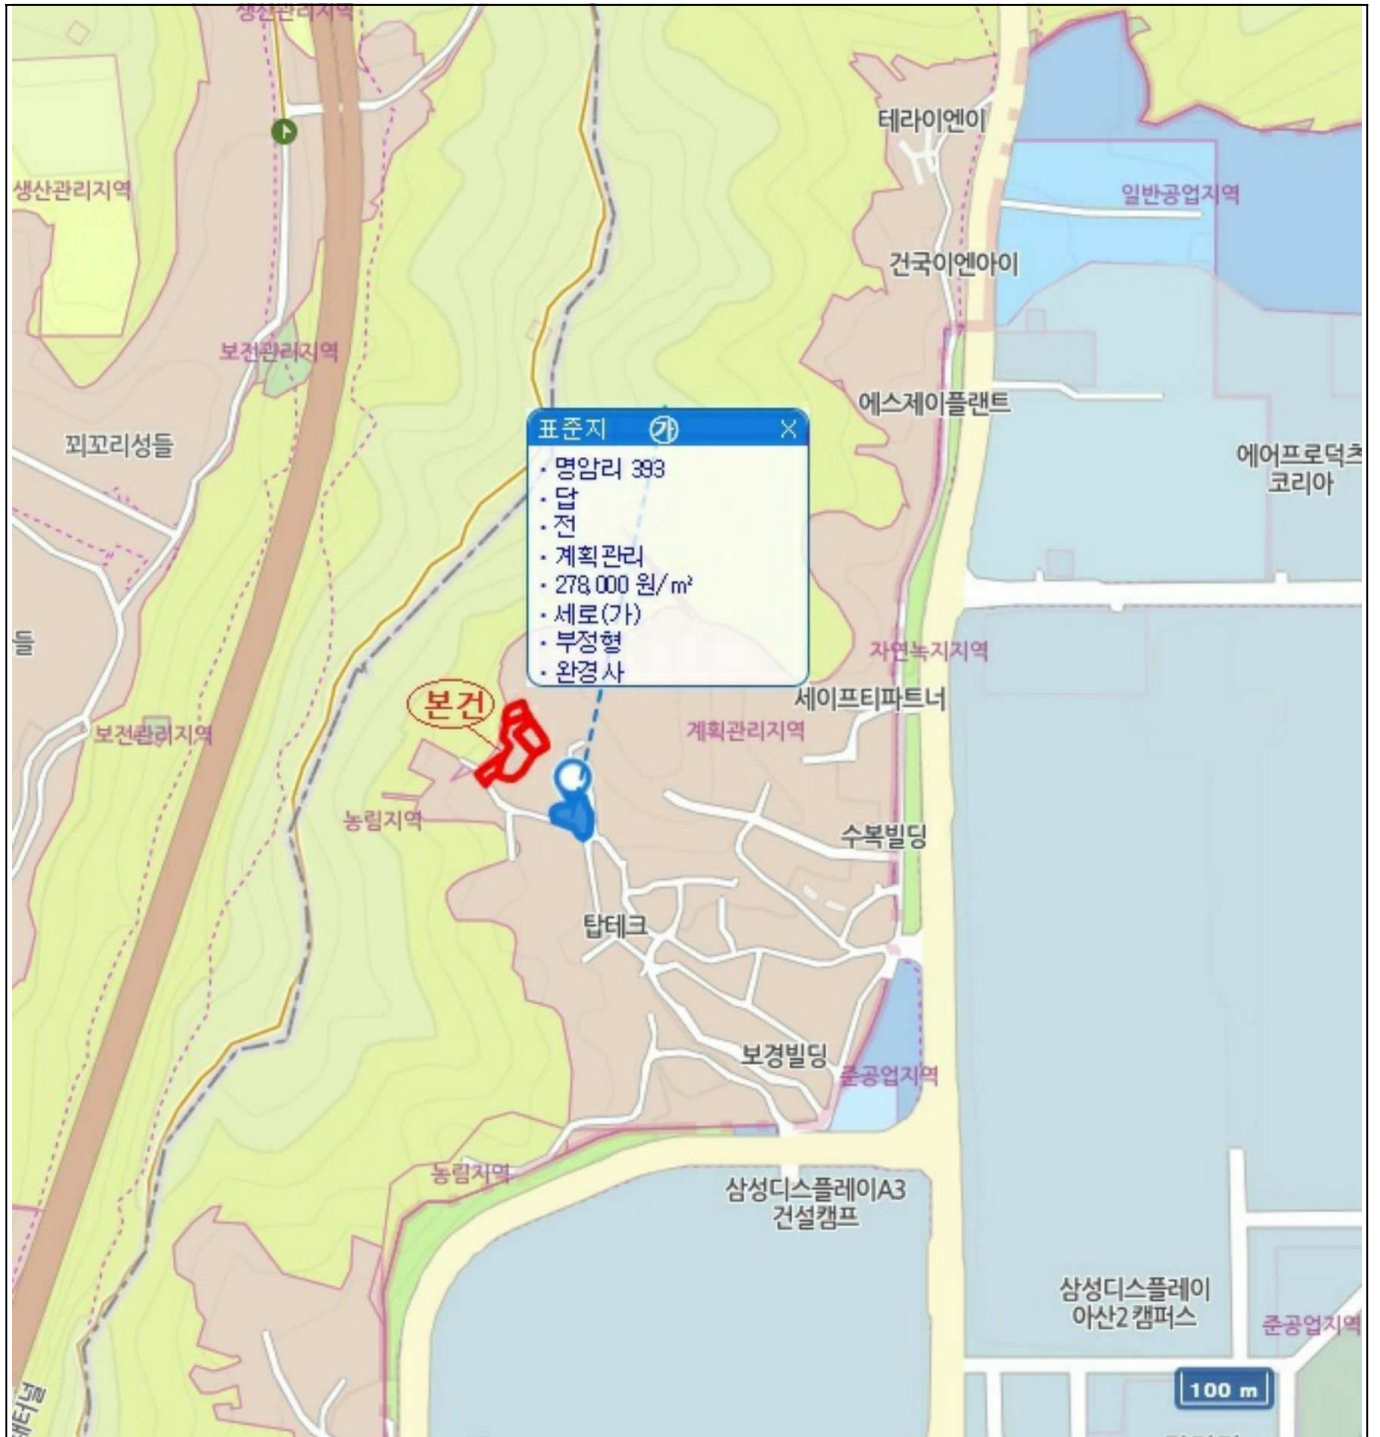 생산관리지역
테라이엔이
생산관리지역
일반공업지역
건국이엔아이
보전관리지역
에스제이플랜트
표준지 ㉮ X
꾀꼬리성들
에어프로덕츠
코리아
· 명암리 393
· 답
· 전
· 계획관리
· 278,000 원/㎡
· 세로(가)
· 부정형
· 완경사
들
자연녹지지역
본건
세이프티파트너
보전관리지역
계획관리지역
농림지역
수복빌딩
탑테크
보경빌딩
준공업지역
농림지역
삼성디스플레이A3
건설캠프
삼성디스플레이
아산2캠퍼스
준공업지역
100 m